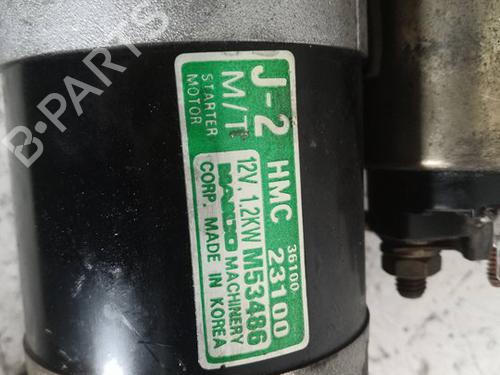 J-2 HMC 36100-23100
M/T 12V. 1.2KW M53486
STARTER MOTOR
MANDO MACHINERY CORP. MADE IN KOREA
B-PARTS